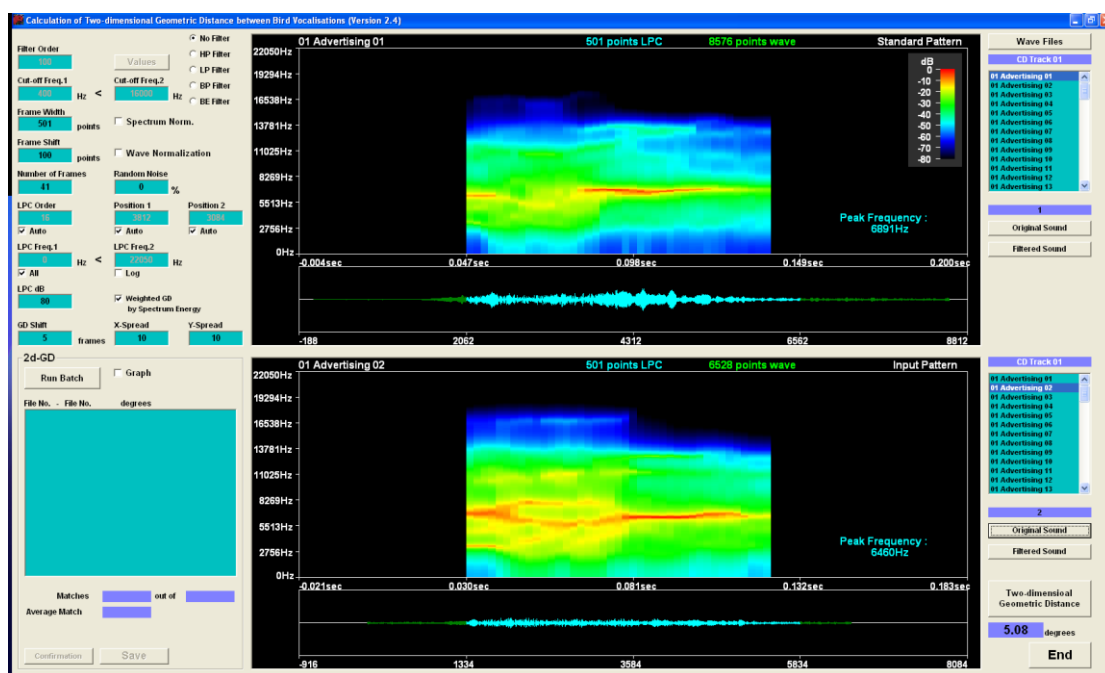 Calculation of Two-dimensional Geometric Distance between Bird Vocalisations (Version 2.4)
Filter Order
100
Values
No Filter
HP Filter
LP Filter
BP Filter
BE Filter
Cut-off Freq.1
400
Hz
<
Cut-off Freq.2
16000
Hz
Frame Width
501
points
Spectrum Norm.
Frame Shift
100
points
Wave Normalization
Number of Frames
41
Random Noise
0
%
LPC Order
16
Auto
Position 1
3812
Auto
Position 2
3084
Auto
LPC Freq.1
0
Hz
<
All
LPC Freq.2
22050
Hz
Log
LPC dB
80
Weighted GD
by Spectrum Energy
GD Shift
5
frames
X-Spread
10
Y-Spread
10
2d-GD
Run Batch
Graph
File No. - File No. degrees
Matches
out of
Average Match
Confirmation
Save
01 Advertising 01
501 points LPC
8576 points wave
Standard Pattern
22050Hz
19294Hz
16538Hz
13781Hz
11025Hz
8269Hz
5513Hz
2756Hz
0Hz
dB
0
-10
-20
-30
-40
-50
-60
-70
-80
Peak Frequency :
6891Hz
-0.004sec 0.047sec 0.098sec 0.149sec 0.200sec
-188 2062 4312 6562 8812
01 Advertising 02
501 points LPC
6528 points wave
Input Pattern
22050Hz
19294Hz
16538Hz
13781Hz
11025Hz
8269Hz
5513Hz
2756Hz
0Hz
Peak Frequency :
6460Hz
-0.021sec 0.030sec 0.081sec 0.132sec 0.183sec
-916 1334 3584 5834 8084
Wave Files
CD Track 01
01 Advertising 01
01 Advertising 02
01 Advertising 03
01 Advertising 04
01 Advertising 05
01 Advertising 06
01 Advertising 07
01 Advertising 08
01 Advertising 09
01 Advertising 10
01 Advertising 11
01 Advertising 12
01 Advertising 13
1
Original Sound
Filtered Sound
CD Track 01
01 Advertising 01
01 Advertising 02
01 Advertising 03
01 Advertising 04
01 Advertising 05
01 Advertising 06
01 Advertising 07
01 Advertising 08
01 Advertising 09
01 Advertising 10
01 Advertising 11
01 Advertising 12
01 Advertising 13
2
Original Sound
Filtered Sound
Two-dimensioal
Geometric Distance
5.08
degrees
End